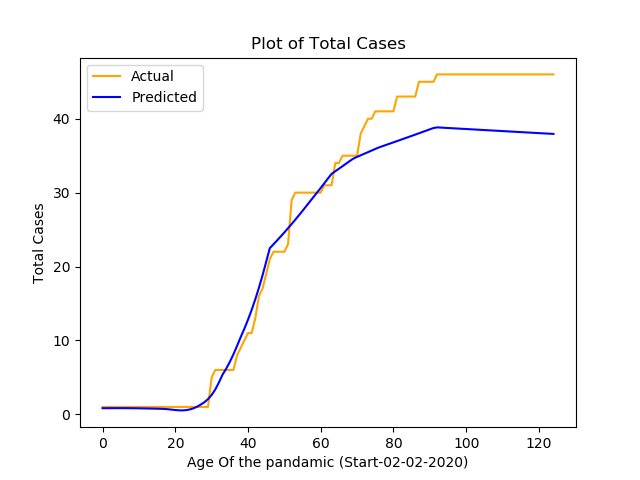 Plot of Total Cases
Actual
Predicted
Total Cases
40
30
20
10
0
0 20 40 60 80 100 120
Age Of the pandamic (Start-02-02-2020)